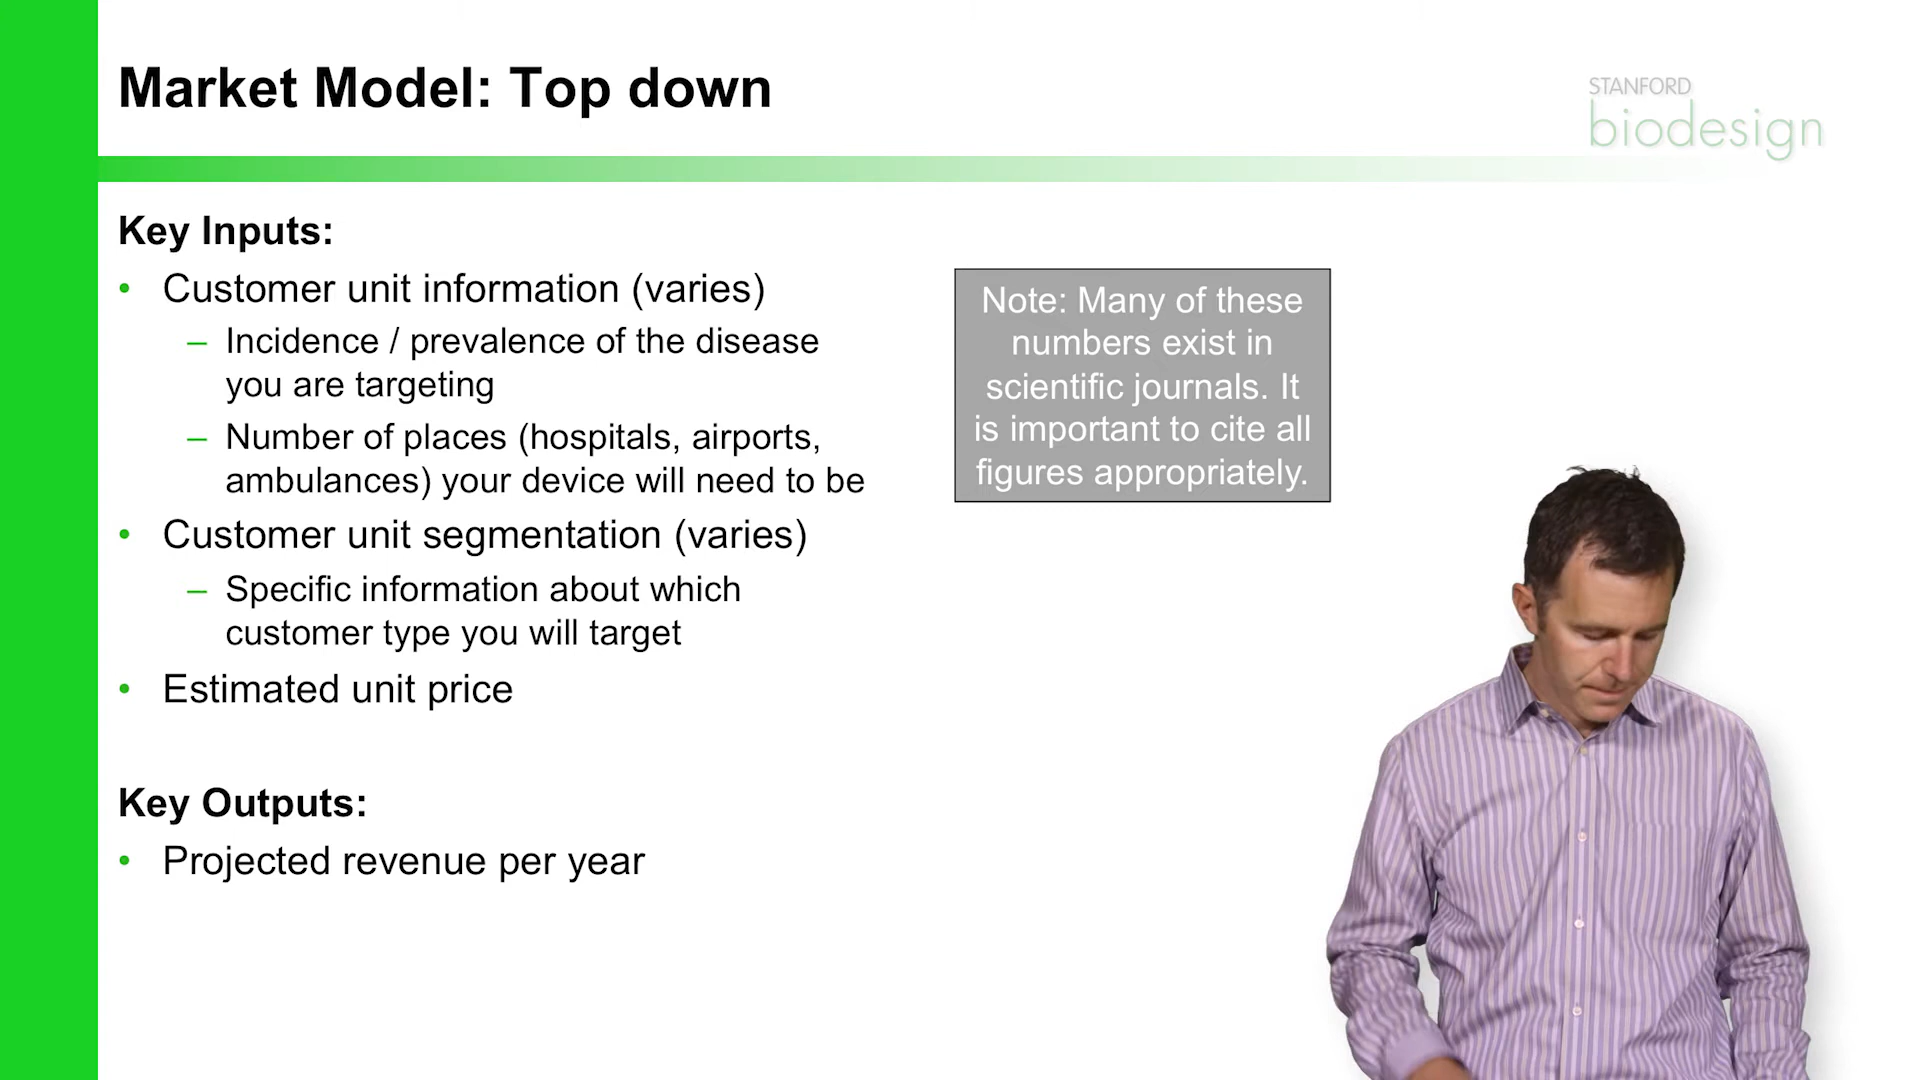 Market Model: Top down
STANFORD
biodesign
Key Inputs:
• Customer unit information (varies)
– Incidence / prevalence of the disease
you are targeting
– Number of places (hospitals, airports,
ambulances) your device will need to be
• Customer unit segmentation (varies)
– Specific information about which
customer type you will target
• Estimated unit price
Key Outputs:
• Projected revenue per year
Note: Many of these
numbers exist in
scientific journals. It
is important to cite all
figures appropriately.